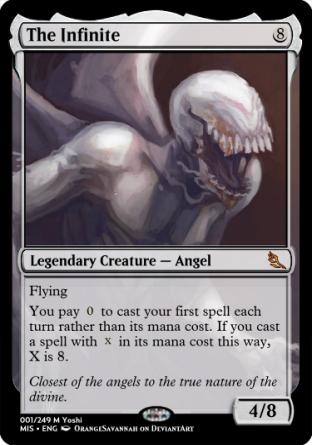 The Infinite 8
Legendary Creature — Angel
Flying
You pay 0 to cast your first spell each
turn rather than its mana cost. If you cast
a spell with X in its mana cost this way,
X is 8.
Closest of the angels to the true nature of the
divine.
4/8
001/249 M Yoshi
MIS • ENG OrangeSavannah on DeviantArt